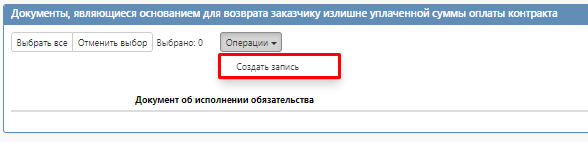 Документы, являющиеся основанием для возврата заказчику излишне уплаченной суммы оплаты контракта
Выбрать все Отменить выбор Выбрано: 0 Операции
Создать запись
Документ об исполнении обязательства